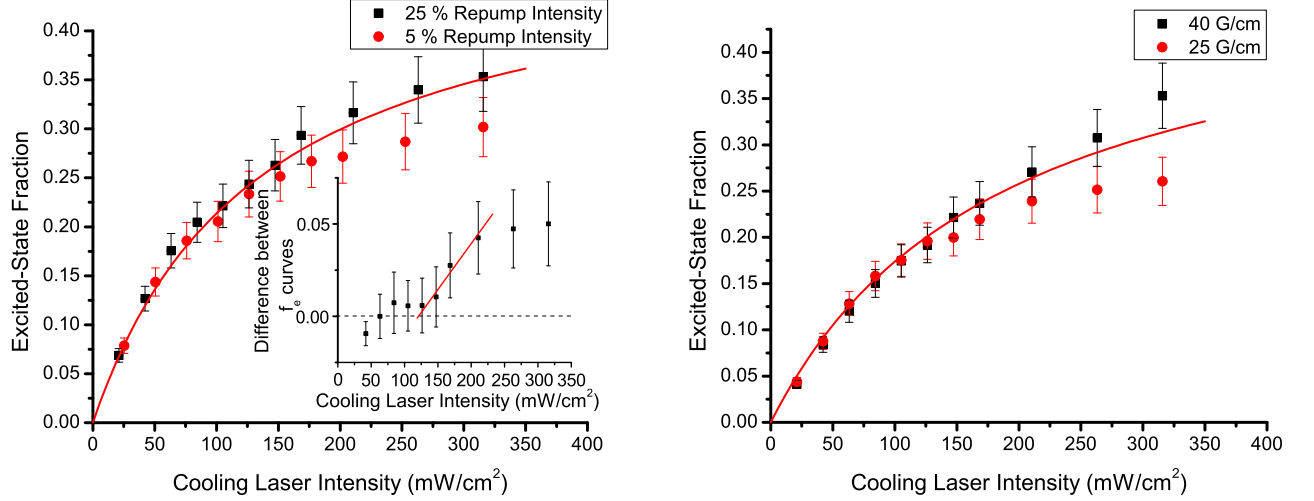 25 % Repump Intensity
5 % Repump Intensity
0.40
0.35
0.30
0.25
0.20
0.15
0.10
0.05
0.00
Excited-State Fraction
0 50 100 150 200 250 300 350 400
Cooling Laser Intensity (mW/cm²)
Difference between
fₑ curves
0.05
0.00
0 50 100 150 200 250 300 350
Cooling Laser Intensity (mW/cm²)
40 G/cm
25 G/cm
0.40
0.35
0.30
0.25
0.20
0.15
0.10
0.05
0.00
Excited-State Fraction
0 50 100 150 200 250 300 350 400
Cooling Laser Intensity (mW/cm²)